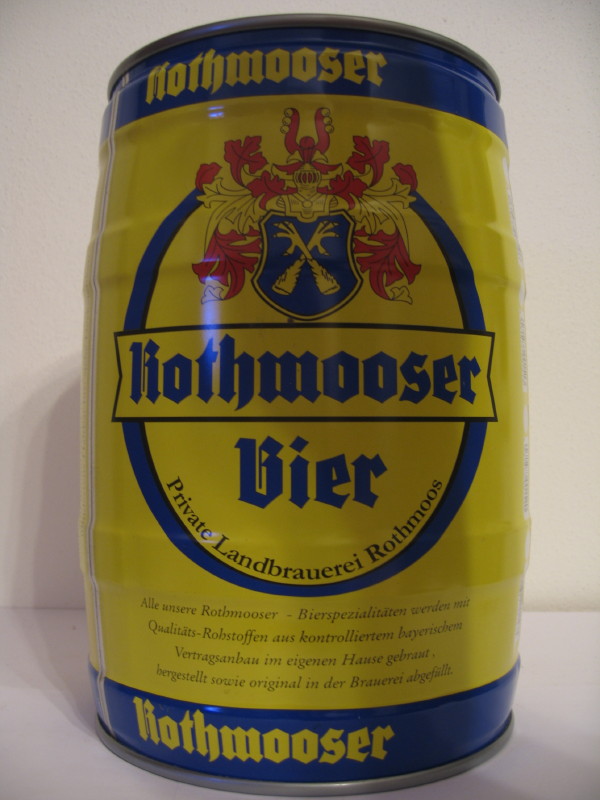 Rothmooser
Rothmooser
Bier
Private Landbrauerei Rothmoos
Alle unsere Rothmooser - Bierspezialitäten werden mit
Qualitäts-Rohstoffen aus kontrolliertem bayerischem
Vertragsanbau im eigenen Hause gebraut ,
hergestellt sowie original in der Brauerei abgefüllt.
Rothmooser